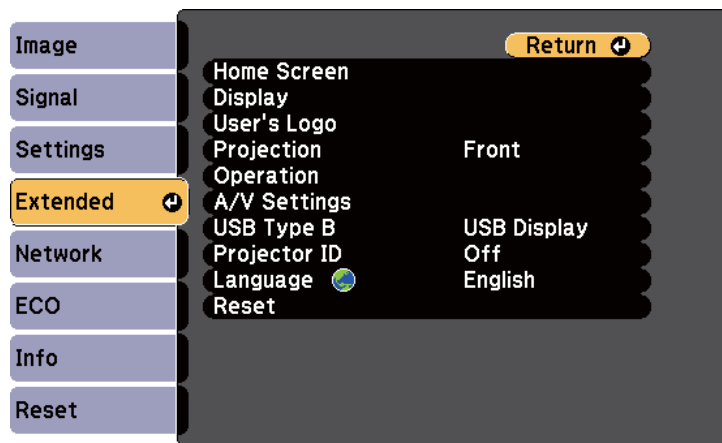 Image
Signal
Settings
Extended
Network
ECO
Info
Reset
Return
Home Screen
Display
User's Logo
Projection Front
Operation
A/V Settings
USB Type B USB Display
Projector ID Off
Language English
Reset